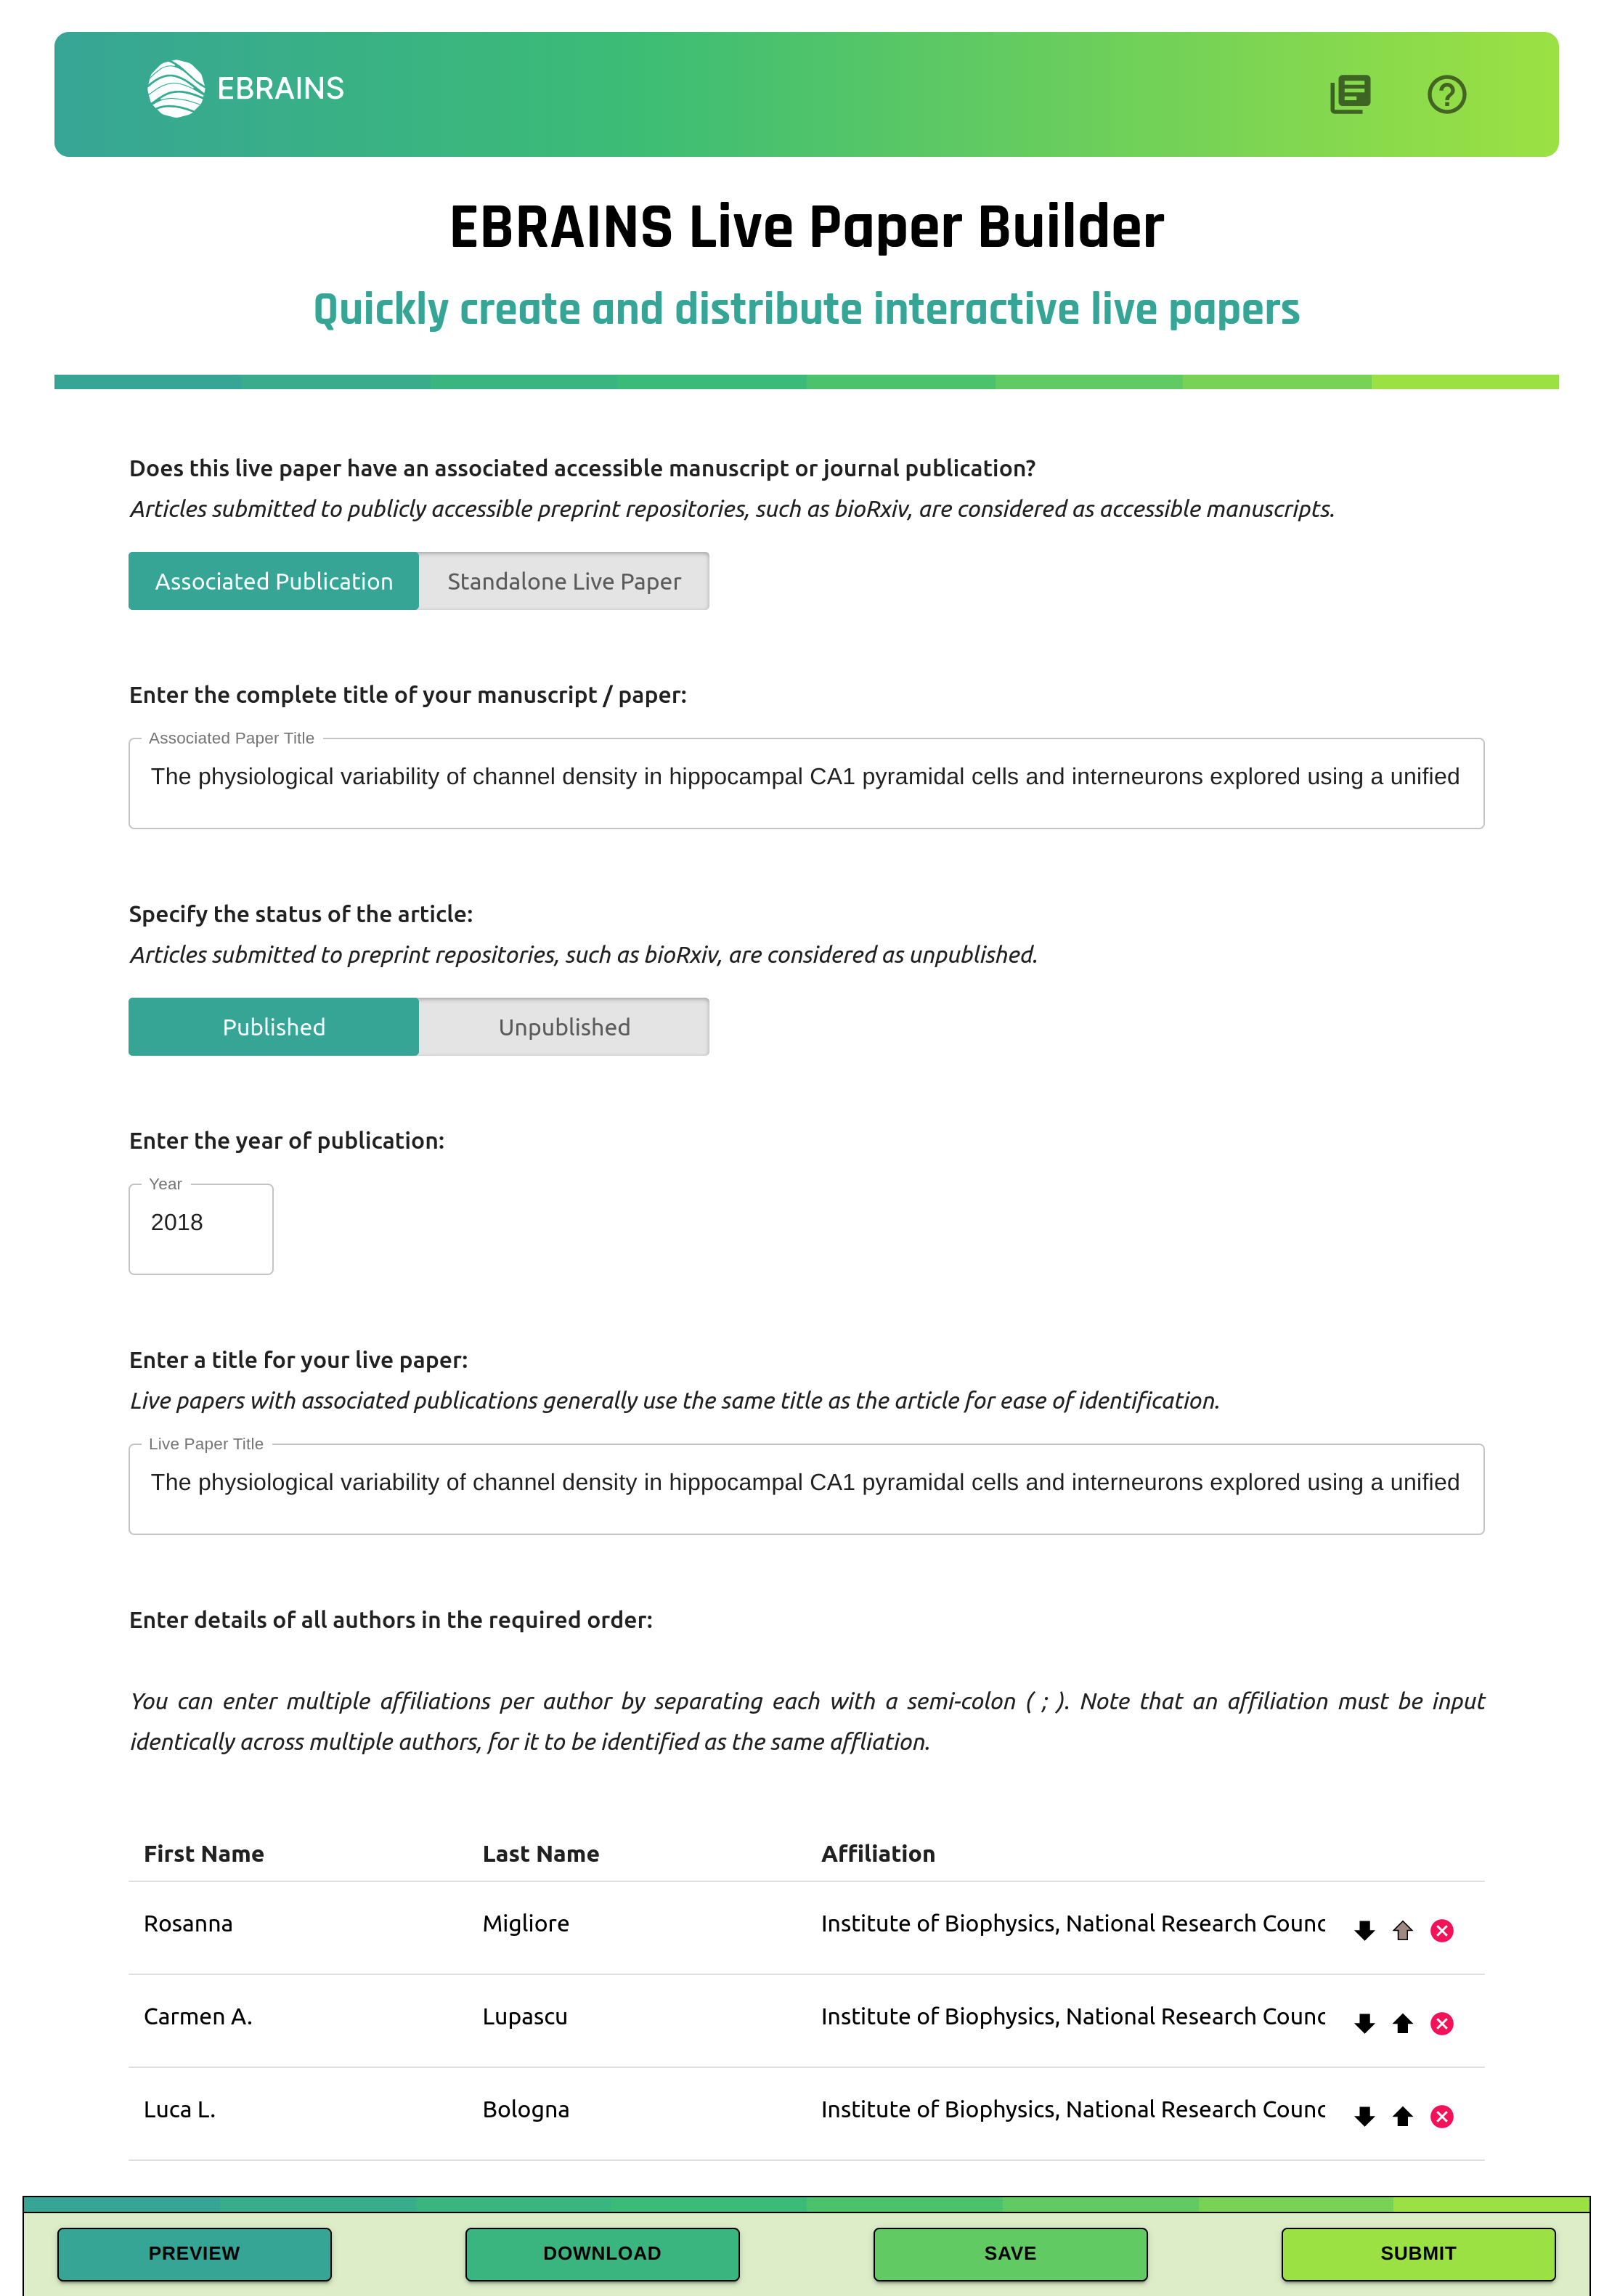 EBRAINS
EBRAINS Live Paper Builder
Quickly create and distribute interactive live papers
Does this live paper have an associated accessible manuscript or journal publication?
Articles submitted to publicly accessible preprint repositories, such as bioRxiv, are considered as accessible manuscripts.
Associated Publication Standalone Live Paper
Enter the complete title of your manuscript / paper:
Associated Paper Title
The physiological variability of channel density in hippocampal CA1 pyramidal cells and interneurons explored using a unified
Specify the status of the article:
Articles submitted to preprint repositories, such as bioRxiv, are considered as unpublished.
Published Unpublished
Enter the year of publication:
Year
2018
Enter a title for your live paper:
Live papers with associated publications generally use the same title as the article for ease of identification.
Live Paper Title
The physiological variability of channel density in hippocampal CA1 pyramidal cells and interneurons explored using a unified
Enter details of all authors in the required order:
You can enter multiple affiliations per author by separating each with a semi-colon ( ; ). Note that an affiliation must be input
identically across multiple authors, for it to be identified as the same affliation.
First Name Last Name Affiliation
Rosanna Migliore Institute of Biophysics, National Research Counc
Carmen A. Lupascu Institute of Biophysics, National Research Counc
Luca L. Bologna Institute of Biophysics, National Research Counc
PREVIEW DOWNLOAD SAVE SUBMIT